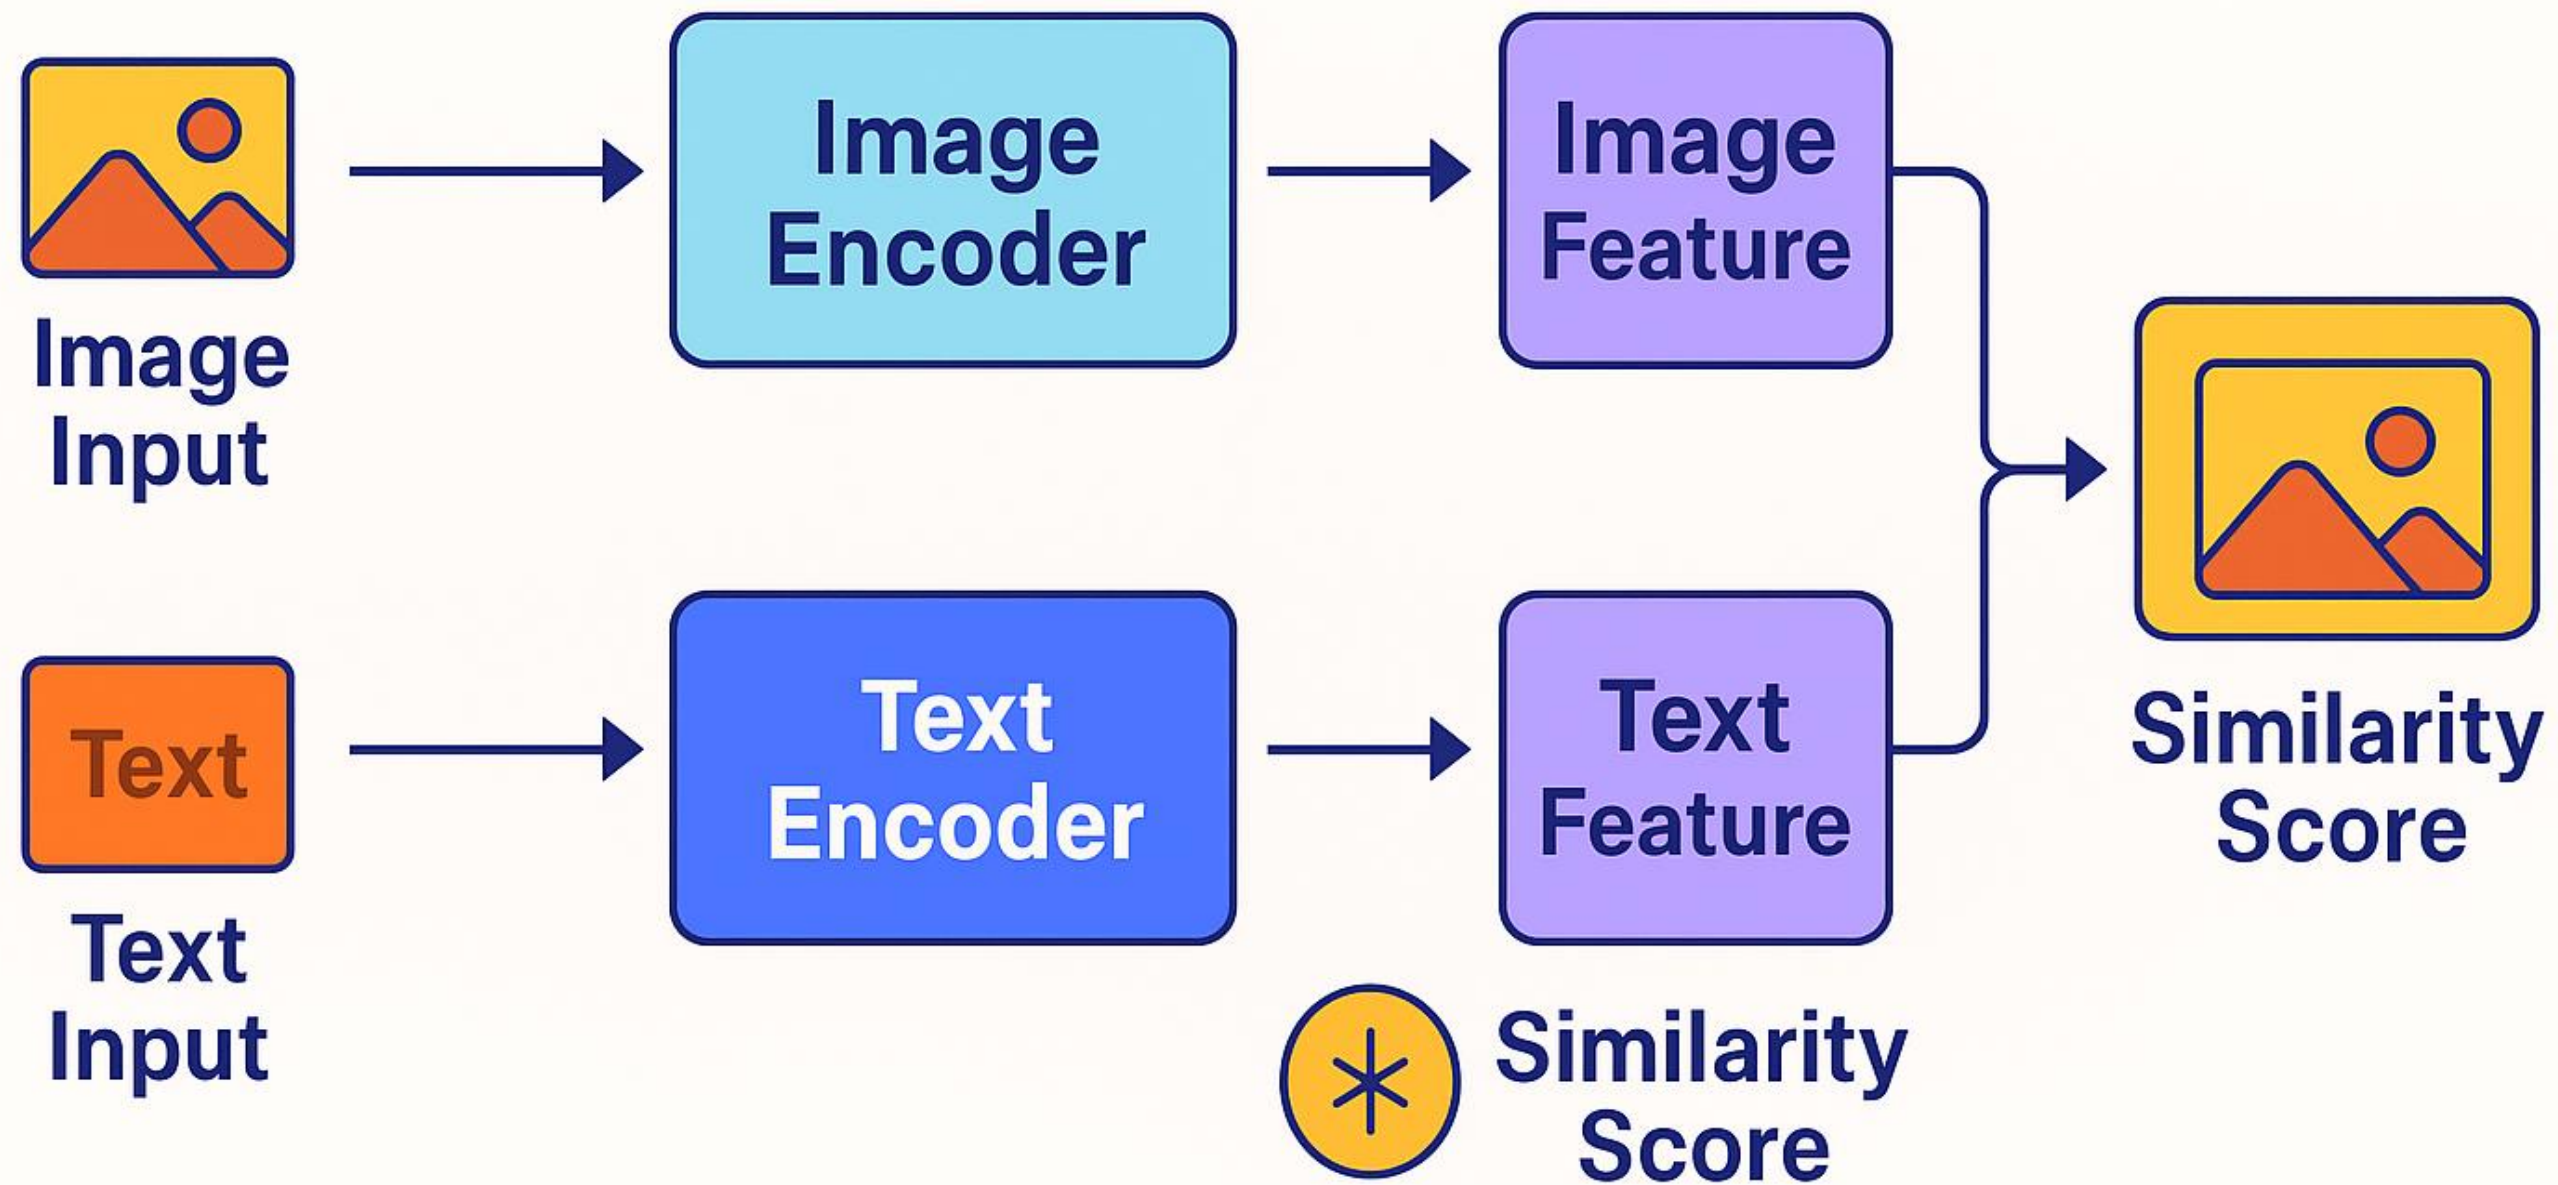 Image
Input
Image
Encoder
Image
Feature
Text
Text
Input
Text
Encoder
Text
Feature
Similarity
Score
Similarity
Score